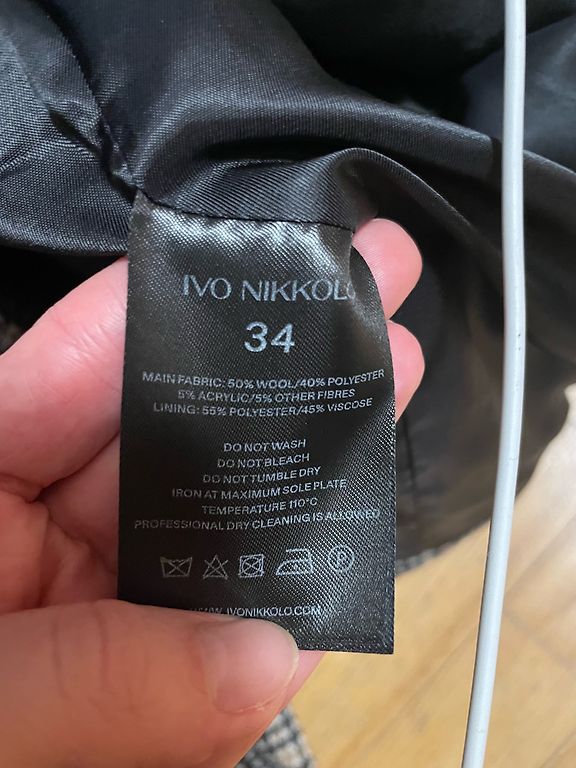 IVO NIKKOLO
34
MAIN FABRIC: 50% WOOL/40% POLYESTER
5% ACRYLIC/5% OTHER FIBRES
LINING: 55% POLYESTER/45% VISCOSE
DO NOT WASH
DO NOT BLEACH
DO NOT TUMBLE DRY
IRON AT MAXIMUM SOLE PLATE
TEMPERATURE 110°C
PROFESSIONAL DRY CLEANING IS ALLOWED
P
WWW.IVONIKKOLO.COM